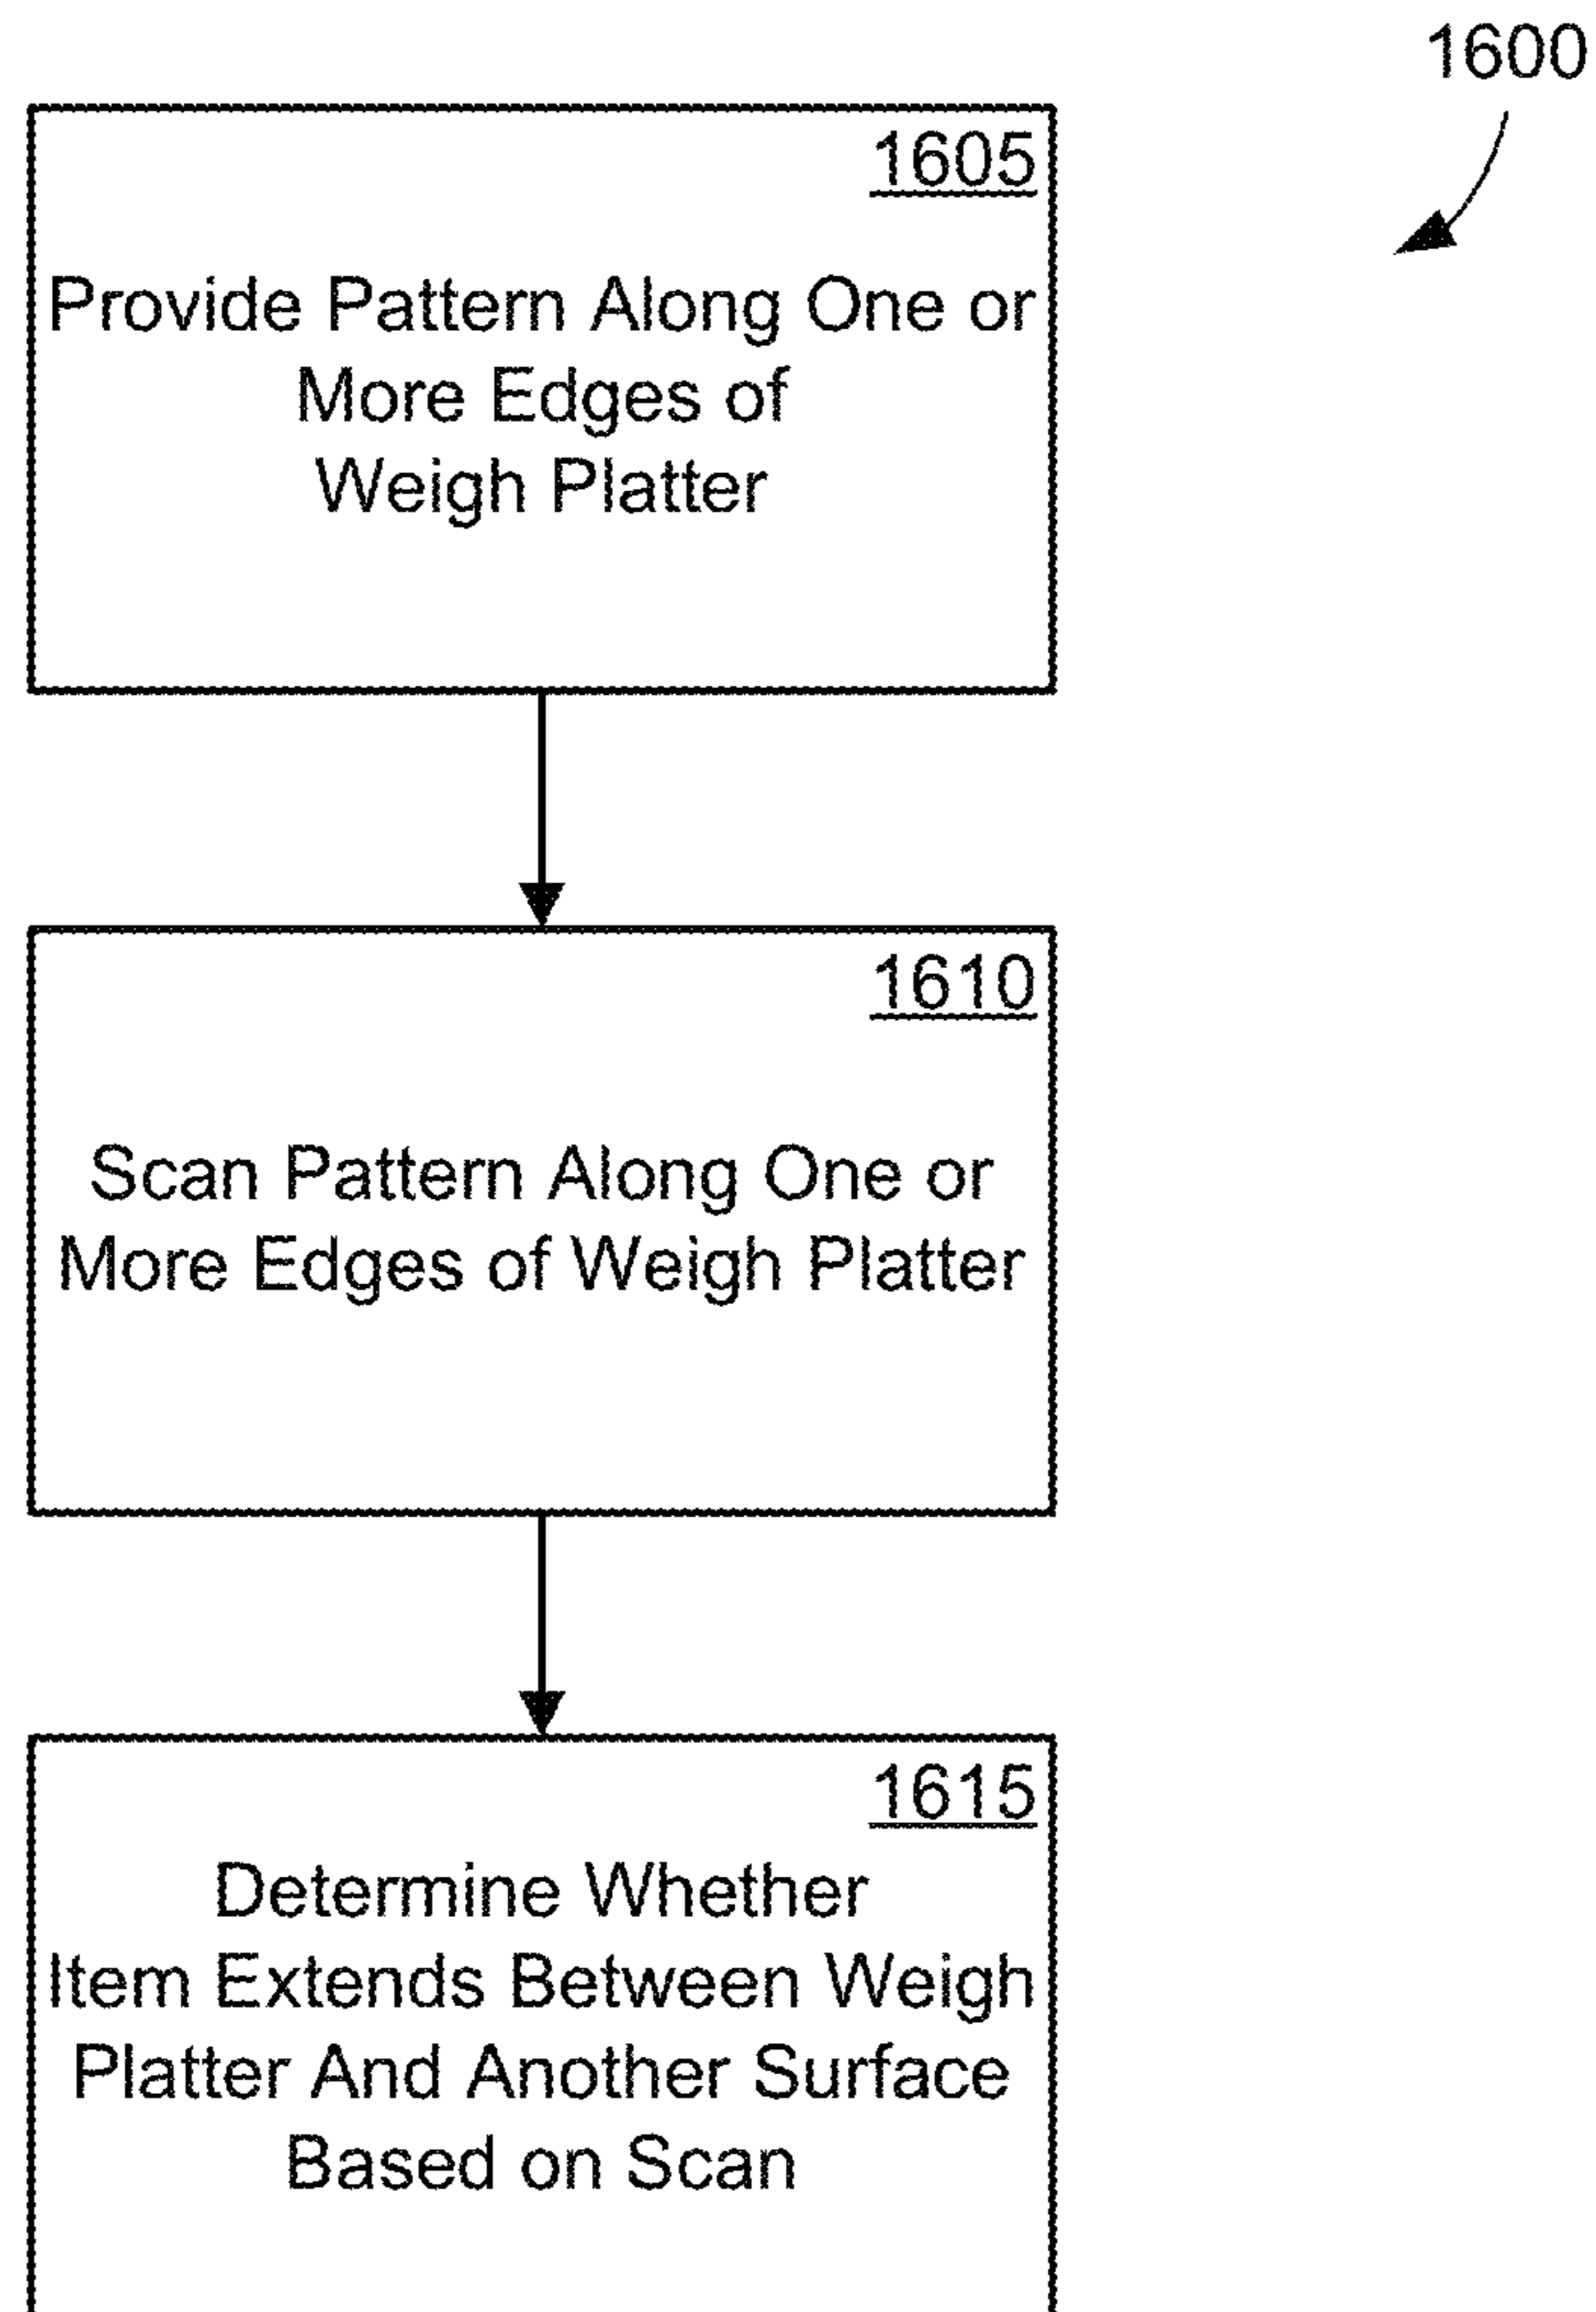 1600
1605
Provide Pattern Along One or
More Edges of
Weigh Platter
1610
Scan Pattern Along One or
More Edges of Weigh Platter
1615
Determine Whether
Item Extends Between Weigh
Platter And Another Surface
Based on Scan